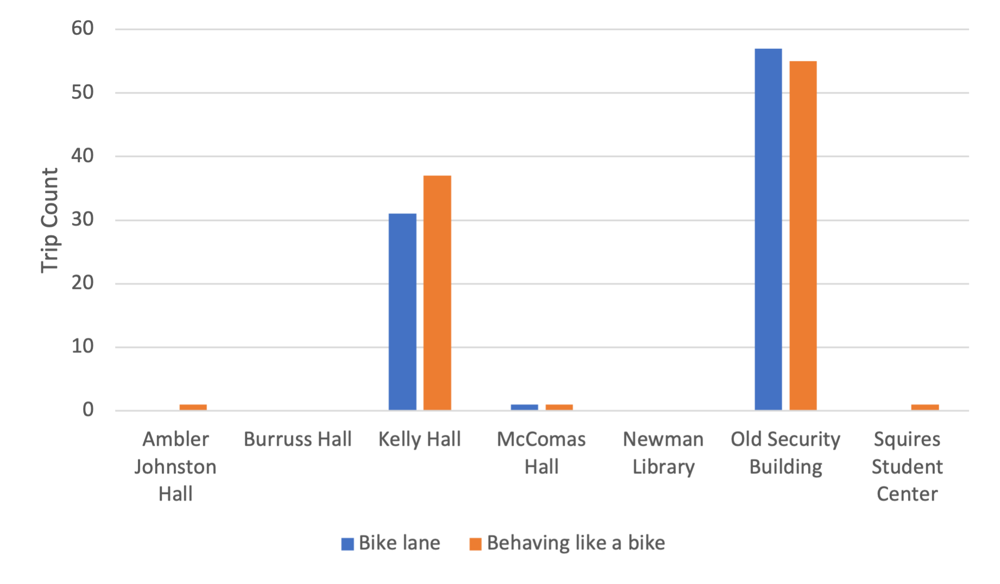 60
50
40
30
20
10
0
Trip Count
Ambler
Johnston
Hall
Burruss Hall
Kelly Hall
McComas
Hall
Newman
Library
Old Security
Building
Squires
Student
Center
Bike lane
Behaving like a bike